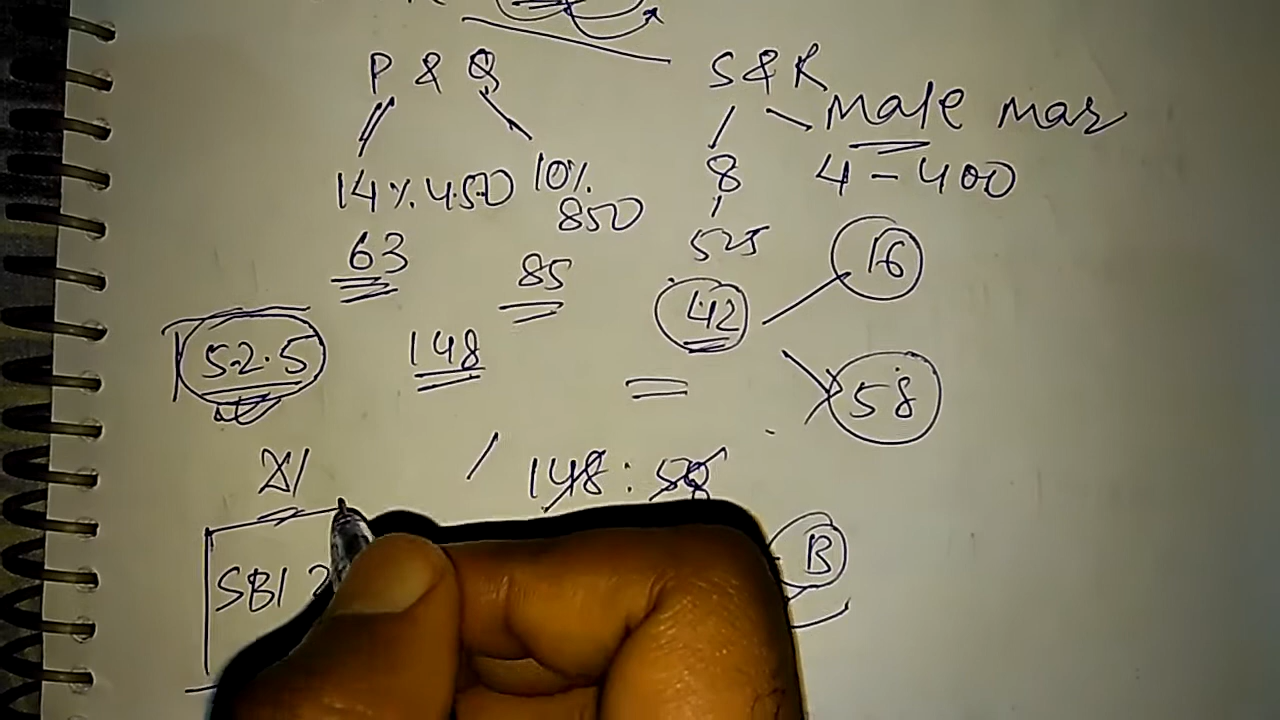 P & Q S & R
Male mar
14%.450 10% 8 4 - 400
850
63 85 525 16
52.5 148 42 58
148 : 58
B
SBI